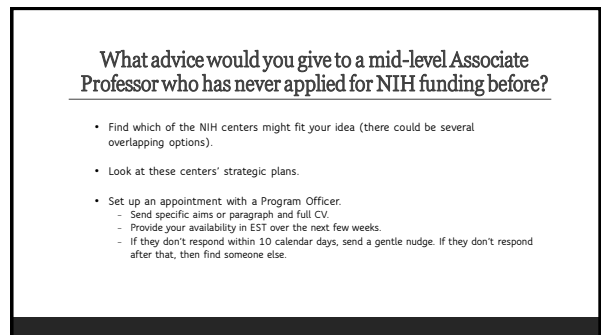 What advice would you give to a mid-level Associate
Professor who has never applied for NIH funding before?
• Find which of the NIH centers might fit your idea (there could be several
overlapping options).
• Look at these centers' strategic plans.
• Set up an appointment with a Program Officer.
– Send specific aims or paragraph and full CV.
– Provide your availability in EST over the next few weeks.
– If they don't respond within 10 calendar days, send a gentle nudge. If they don't respond
after that, then find someone else.